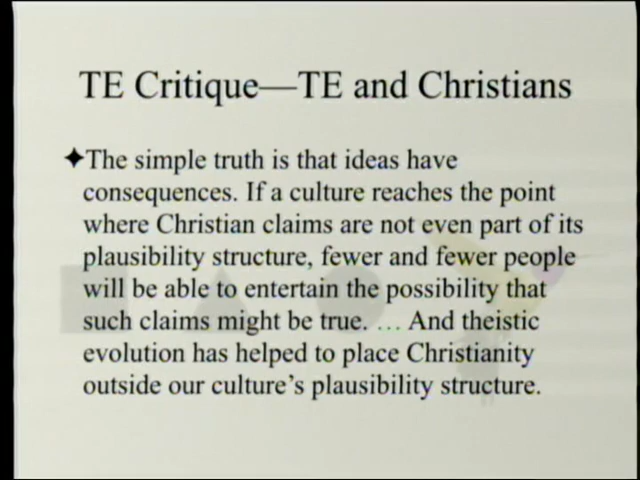 TE Critique—TE and Christians
✦The simple truth is that ideas have
consequences. If a culture reaches the point
where Christian claims are not even part of its
plausibility structure, fewer and fewer people
will be able to entertain the possibility that
such claims might be true. … And theistic
evolution has helped to place Christianity
outside our culture’s plausibility structure.